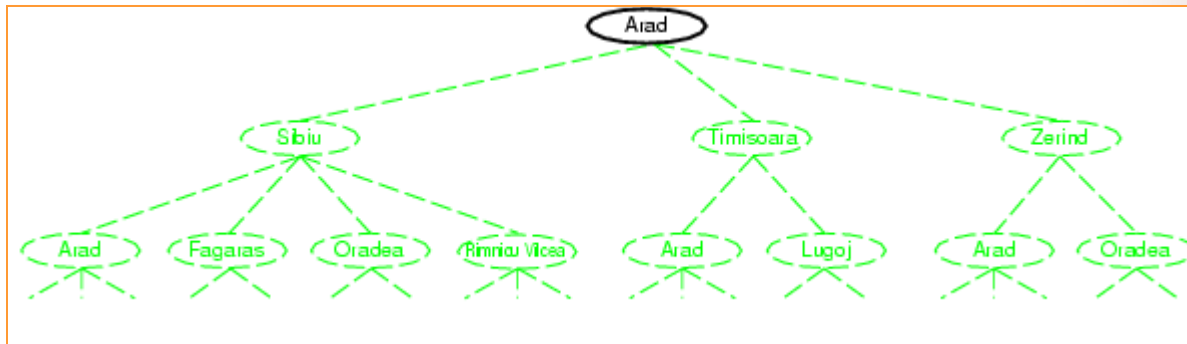 Arad
Sibiu Timisoara Zerind
Arad Fagaras Oradea Rimnicu Vilcea Arad Lugoj Arad Oradea